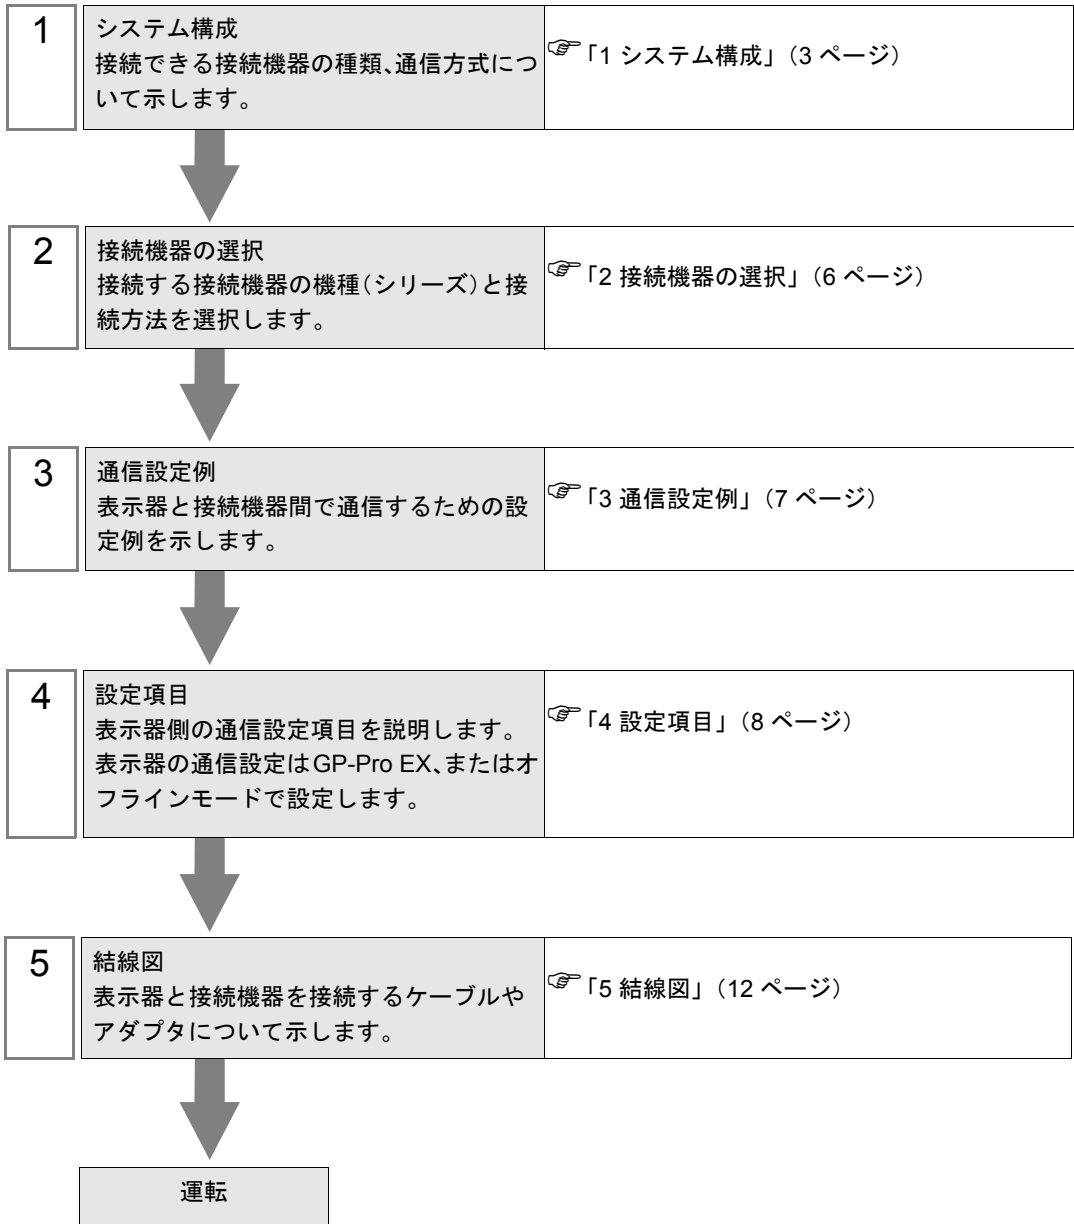 1
システム構成
接続できる接続機器の種類、通信方式につ
いて示します。
☞「1 システム構成」（3 ページ）
2
接続機器の選択
接続する接続機器の機種（シリーズ）と接
続方法を選択します。
☞「2 接続機器の選択」（6 ページ）
3
通信設定例
表示器と接続機器間で通信するための設
定例を示します。
☞「3 通信設定例」（7 ページ）
4
設定項目
表示器側の通信設定項目を説明します。
表示器の通信設定はGP-Pro EX、またはオ
フラインモードで設定します。
☞「4 設定項目」（8 ページ）
5
結線図
表示器と接続機器を接続するケーブルや
アダプタについて示します。
☞「5 結線図」（12 ページ）
運転